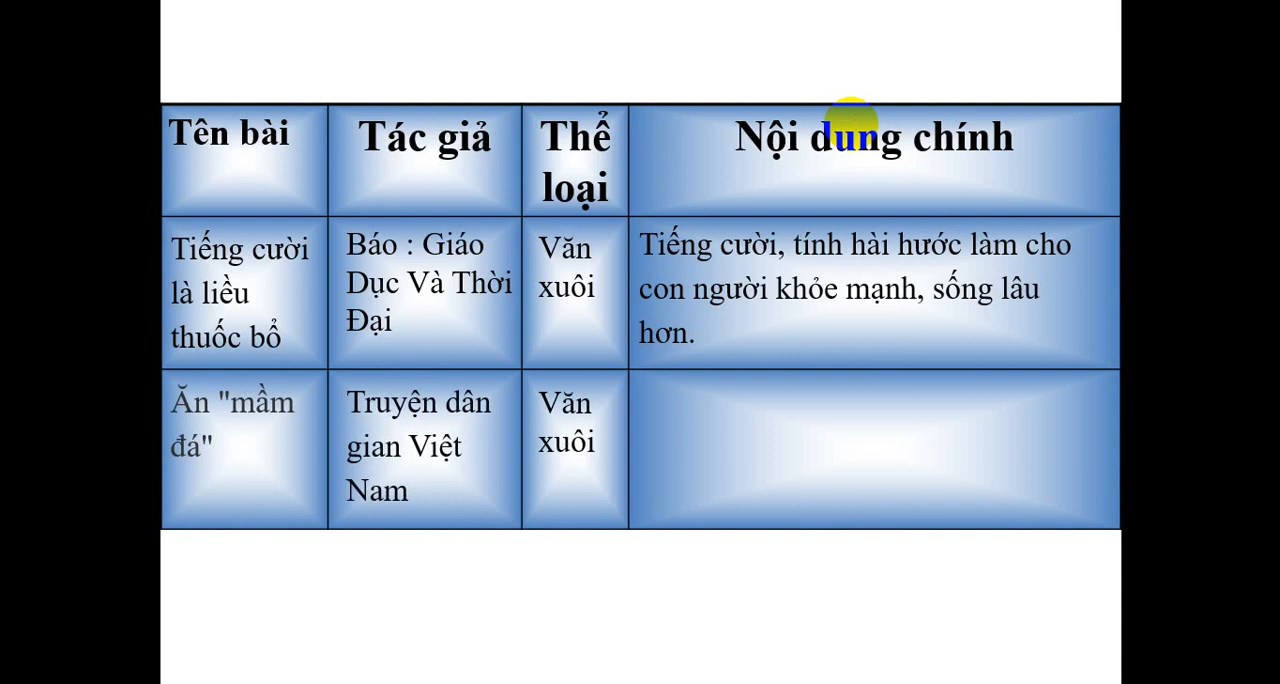 Tên bài
Tác giả
Thể
loại
Nội dung chính
Tiếng cười
là liều
thuốc bổ
Báo : Giáo
Dục Và Thời
Đại
Văn
xuôi
Tiếng cười, tính hài hước làm cho
con người khỏe mạnh, sống lâu
hơn.
Ăn "mầm
đá"
Truyện dân
gian Việt
Nam
Văn
xuôi